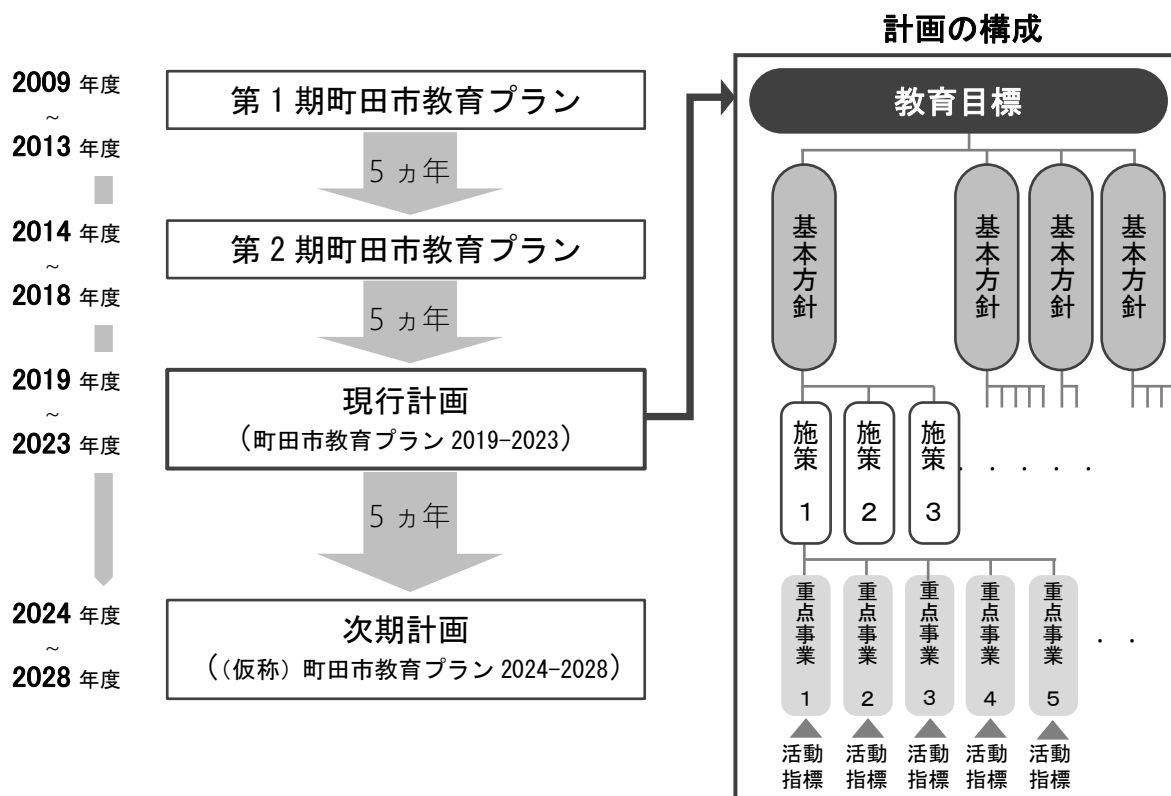 計画の構成
2009 年度
~
2013 年度
第1期町田市教育プラン
5ヵ年
2014 年度
~
2018 年度
第2期町田市教育プラン
5ヵ年
2019 年度
~
2023 年度
現行計画
(町田市教育プラン 2019-2023)
5ヵ年
2024 年度
~
2028 年度
次期計画
((仮称) 町田市教育プラン 2024-2028)
教育目標
基本方針
基本方針
基本方針
基本方針
施策 1
施策 2
施策 3
. . . . .
重点事業 1
重点事業 2
重点事業 3
重点事業 4
重点事業 5
. .
活動
指標
活動
指標
活動
指標
活動
指標
活動
指標